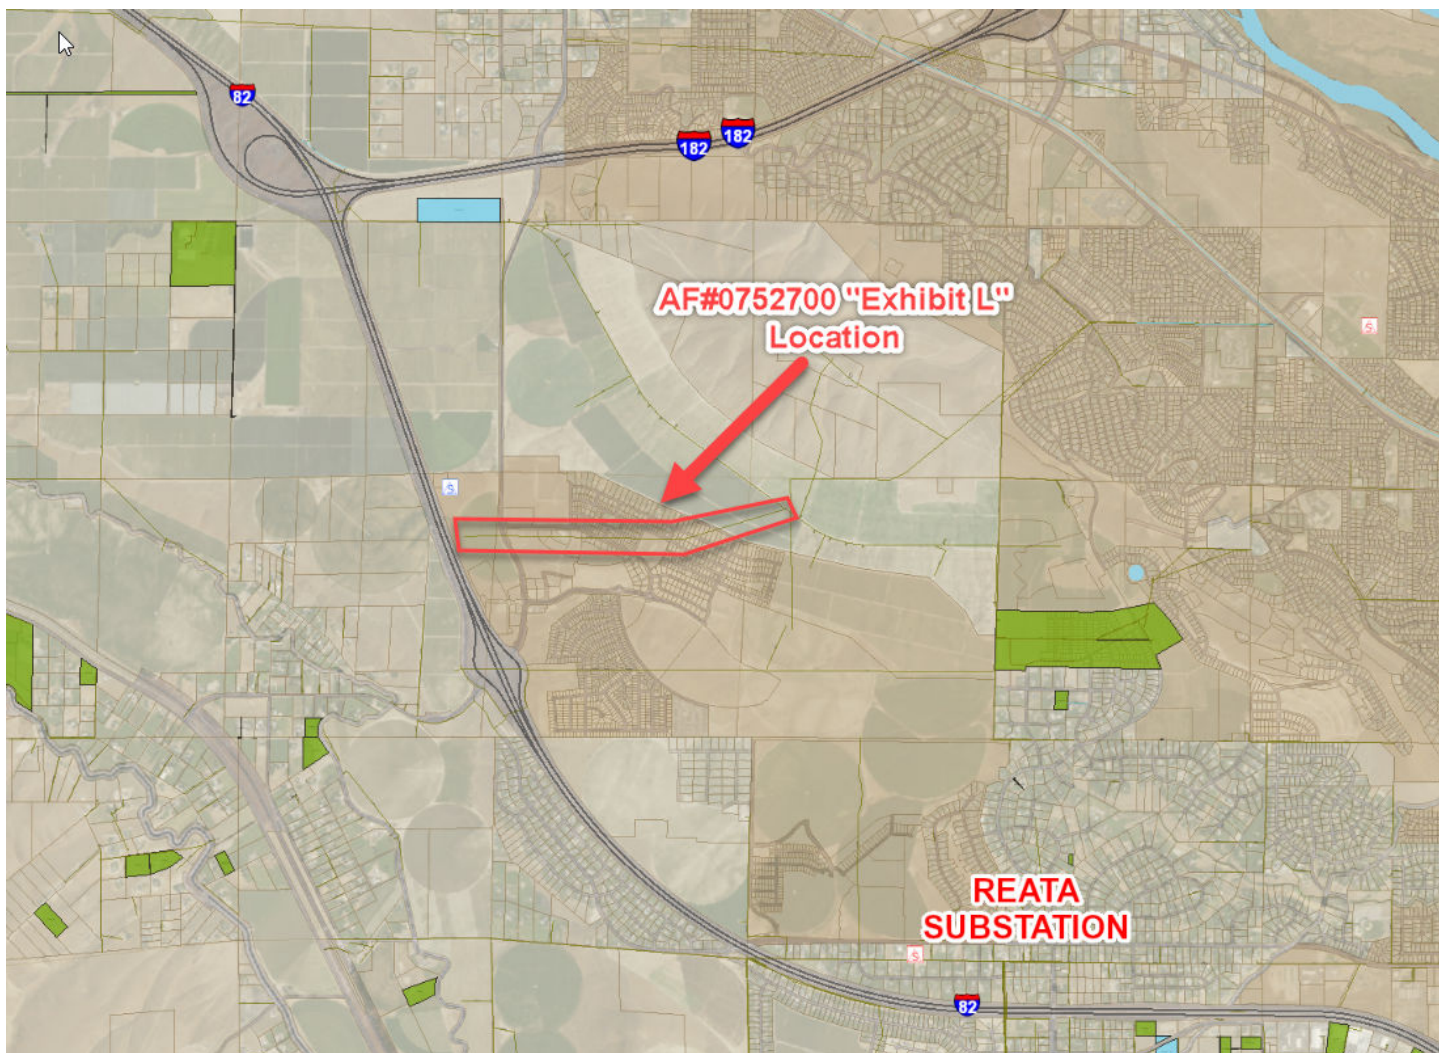 82
182
182
AF#0752700 "Exhibit L"
Location
S
S
REATA
SUBSTATION
S
82